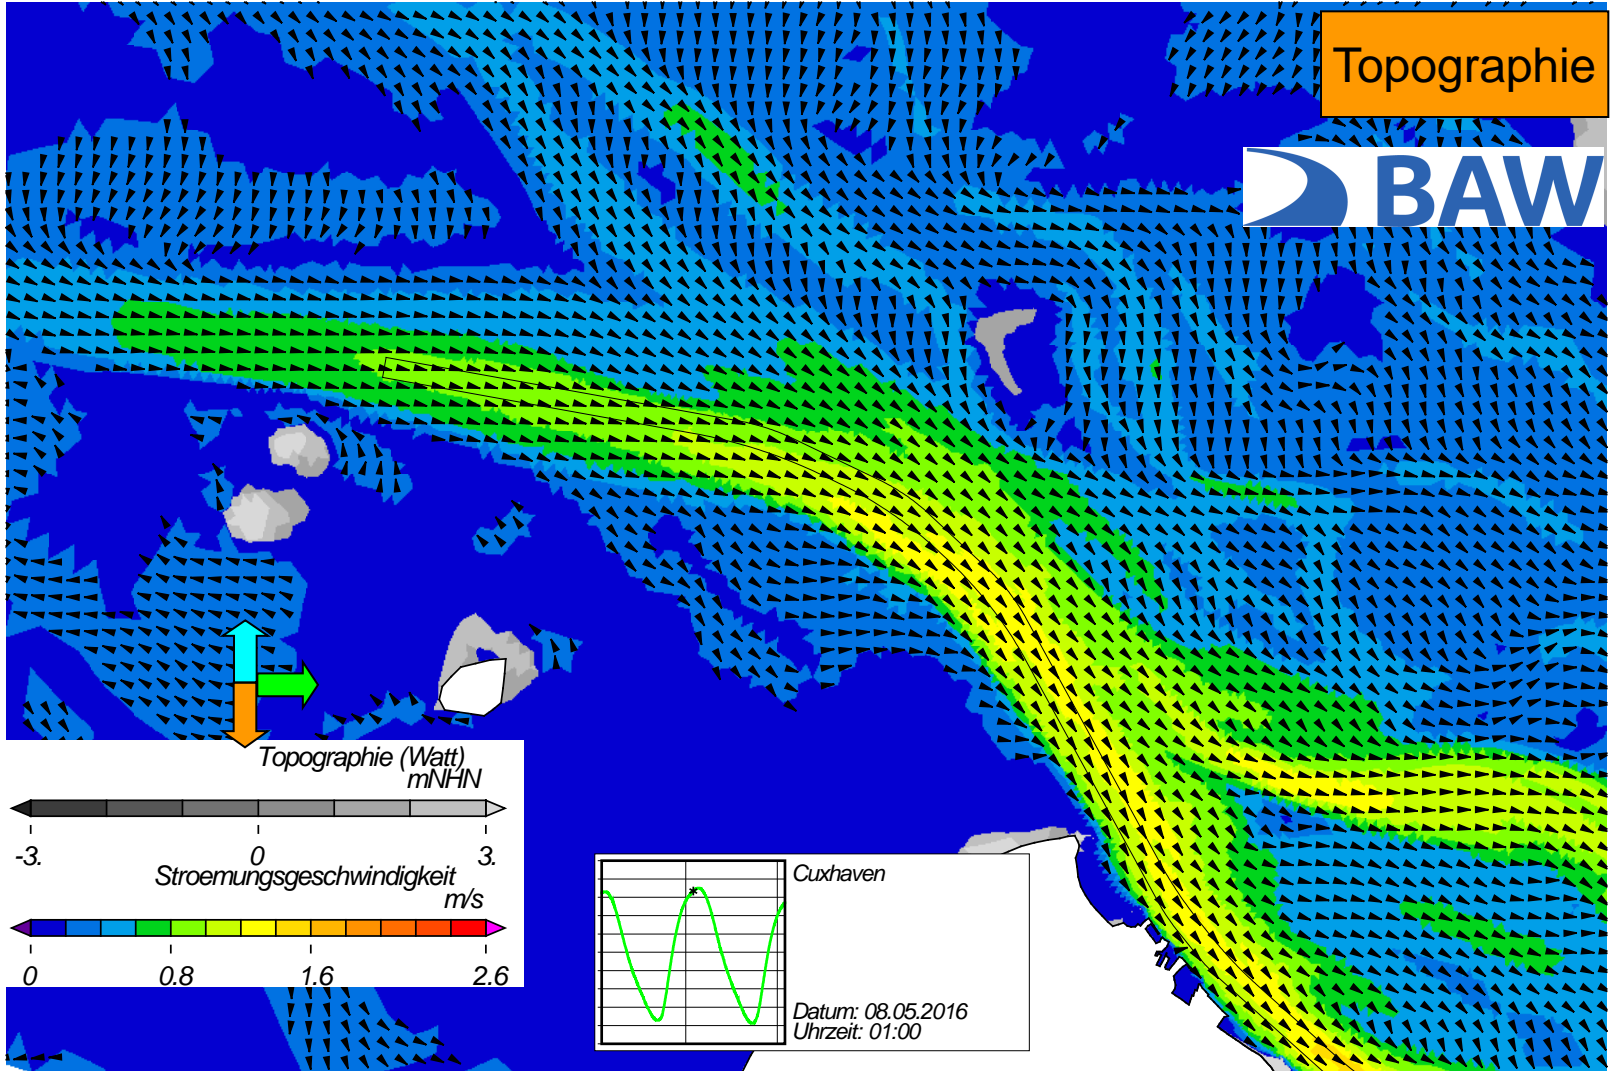 Topographie
BAW
Topographie (Watt)
mNHN
-3. 0 3.
Stroemungsgeschwindigkeit
m/s
0 0.8 1.6 2.6
Cuxhaven
Datum: 08.05.2016
Uhrzeit: 01:00